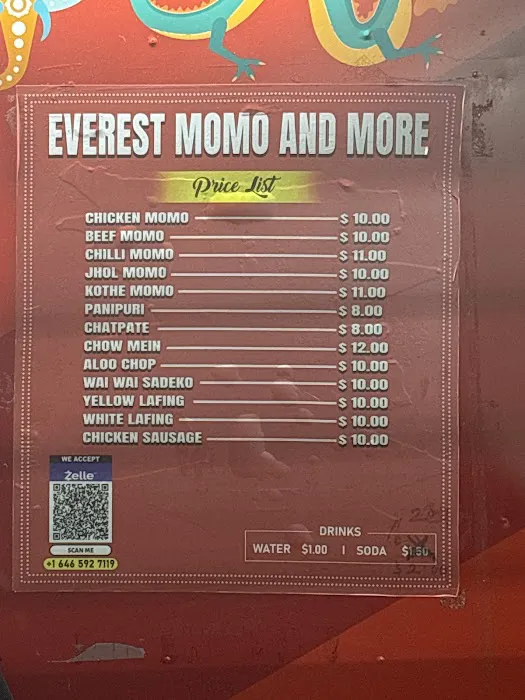 EVEREST MOMO AND MORE
Price List
CHICKEN MOMO $ 10.00
BEEF MOMO $ 10.00
CHILLI MOMO $ 11.00
JHOL MOMO $ 10.00
KOTHE MOMO $ 11.00
PANIPURI $ 8.00
CHATPATE $ 8.00
CHOW MEIN $ 12.00
ALOO CHOP $ 10.00
WAI WAI SADEKO $ 10.00
YELLOW LAFING $ 10.00
WHITE LAFING $ 10.00
CHICKEN SAUSAGE $ 10.00
WE ACCEPT
Zelle
SCAN ME
+1 646 592 7119
DRINKS
WATER $1.00 | SODA $1.50